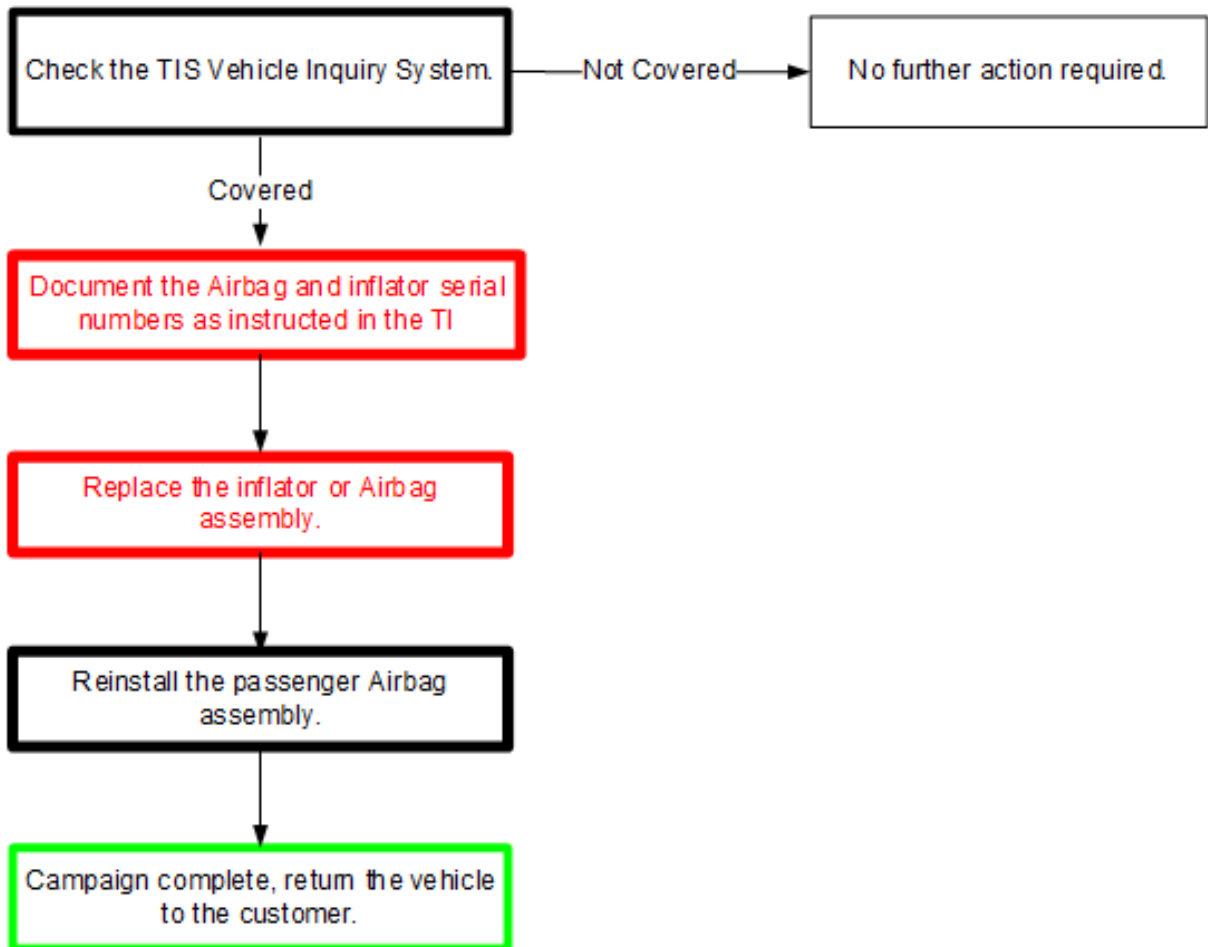 Check the TIS Vehicle Inquiry System.
Not Covered
No further action required.
Covered
Document the Airbag and inflator serial
numbers as instructed in the TI
Replace the inflator or Airbag
assembly.
Reinstall the passenger Airbag
assembly.
Campaign complete, return the vehicle
to the customer.